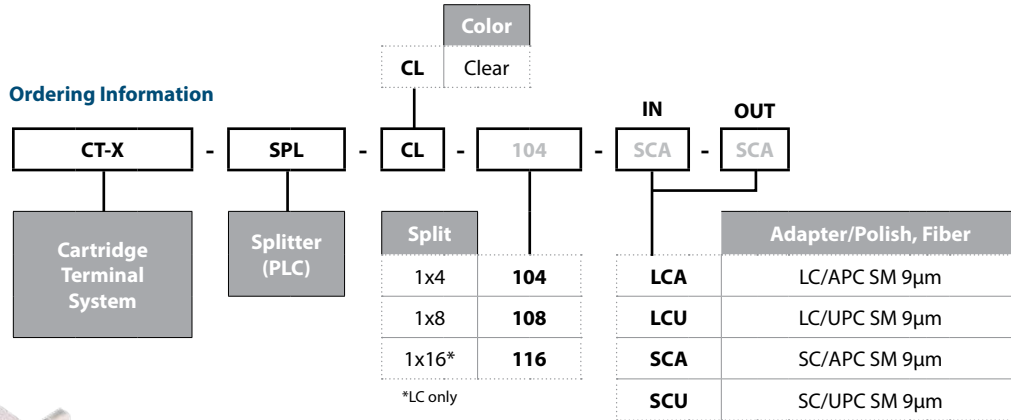 Color
CL Clear
Ordering Information
IN OUT
CT-X - SPL - CL - 104 - SCA - SCA
Cartridge
Terminal
System
Splitter
(PLC)
Split
1x4 104
1x8 108
1x16* 116
*LC only
Adapter/Polish, Fiber
LCA LC/APC SM 9µm
LCU LC/UPC SM 9µm
SCA SC/APC SM 9µm
SCU SC/UPC SM 9µm